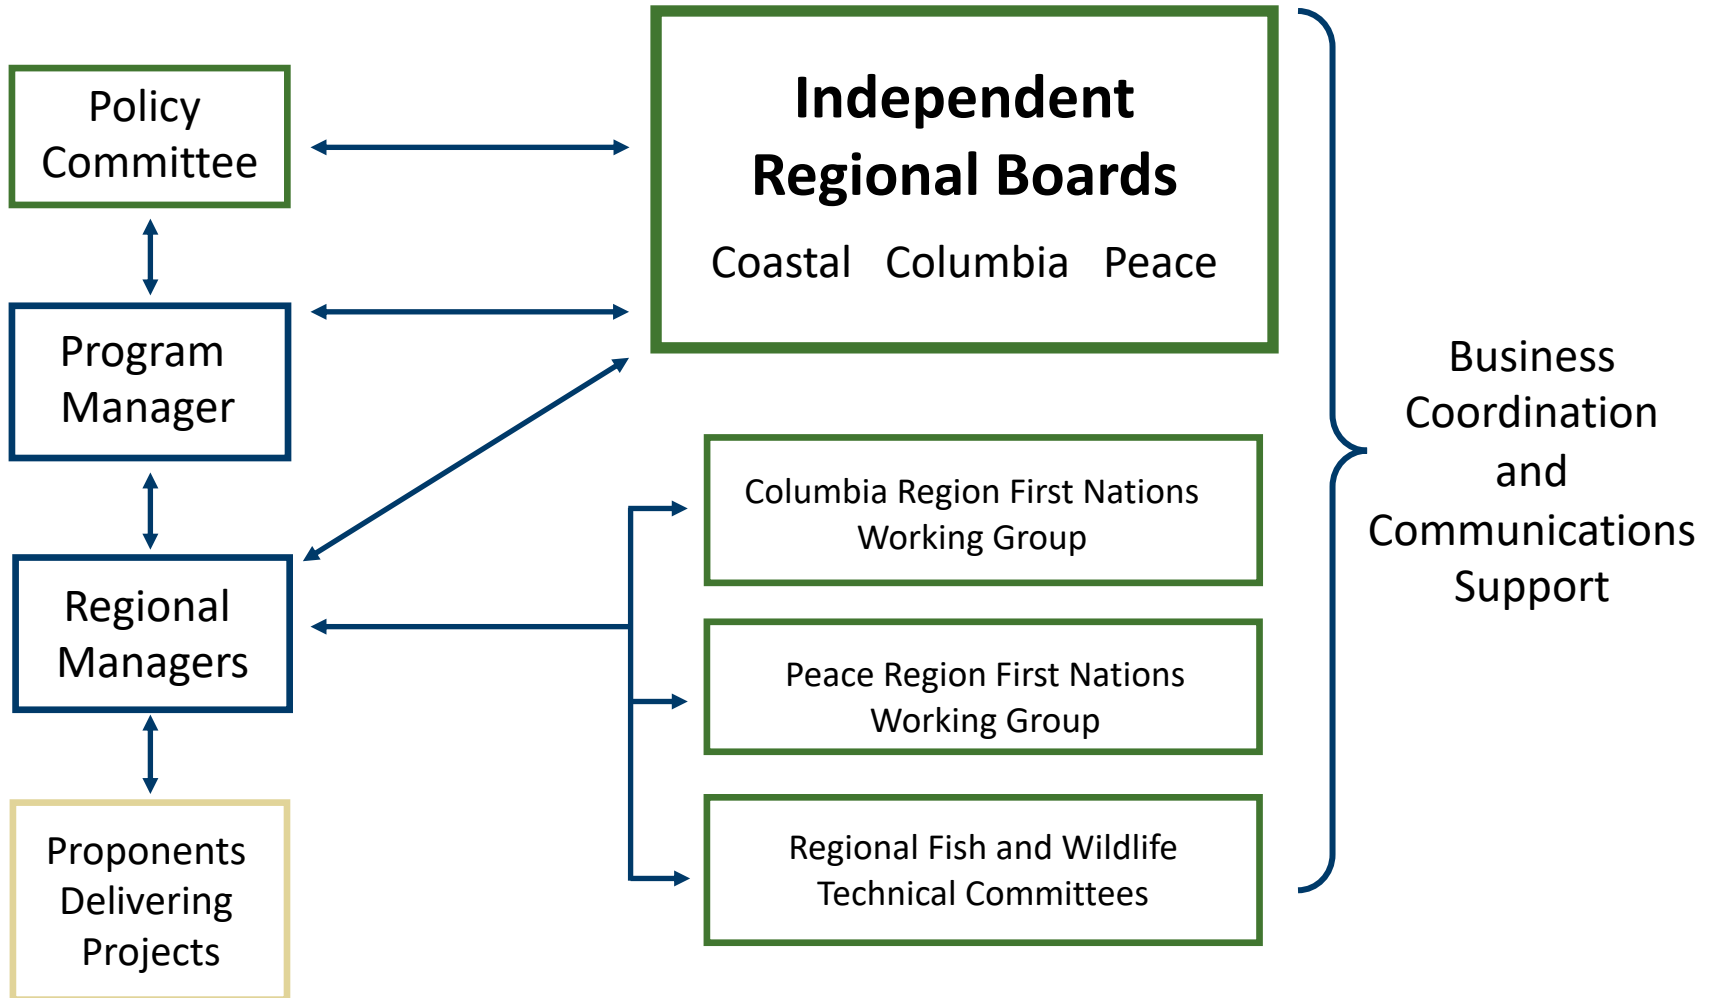 Policy
Committee
Program
Manager
Regional
Managers
Proponents
Delivering
Projects
Independent
Regional Boards
Coastal Columbia Peace
Columbia Region First Nations
Working Group
Peace Region First Nations
Working Group
Regional Fish and Wildlife
Technical Committees
Business
Coordination
and
Communications
Support